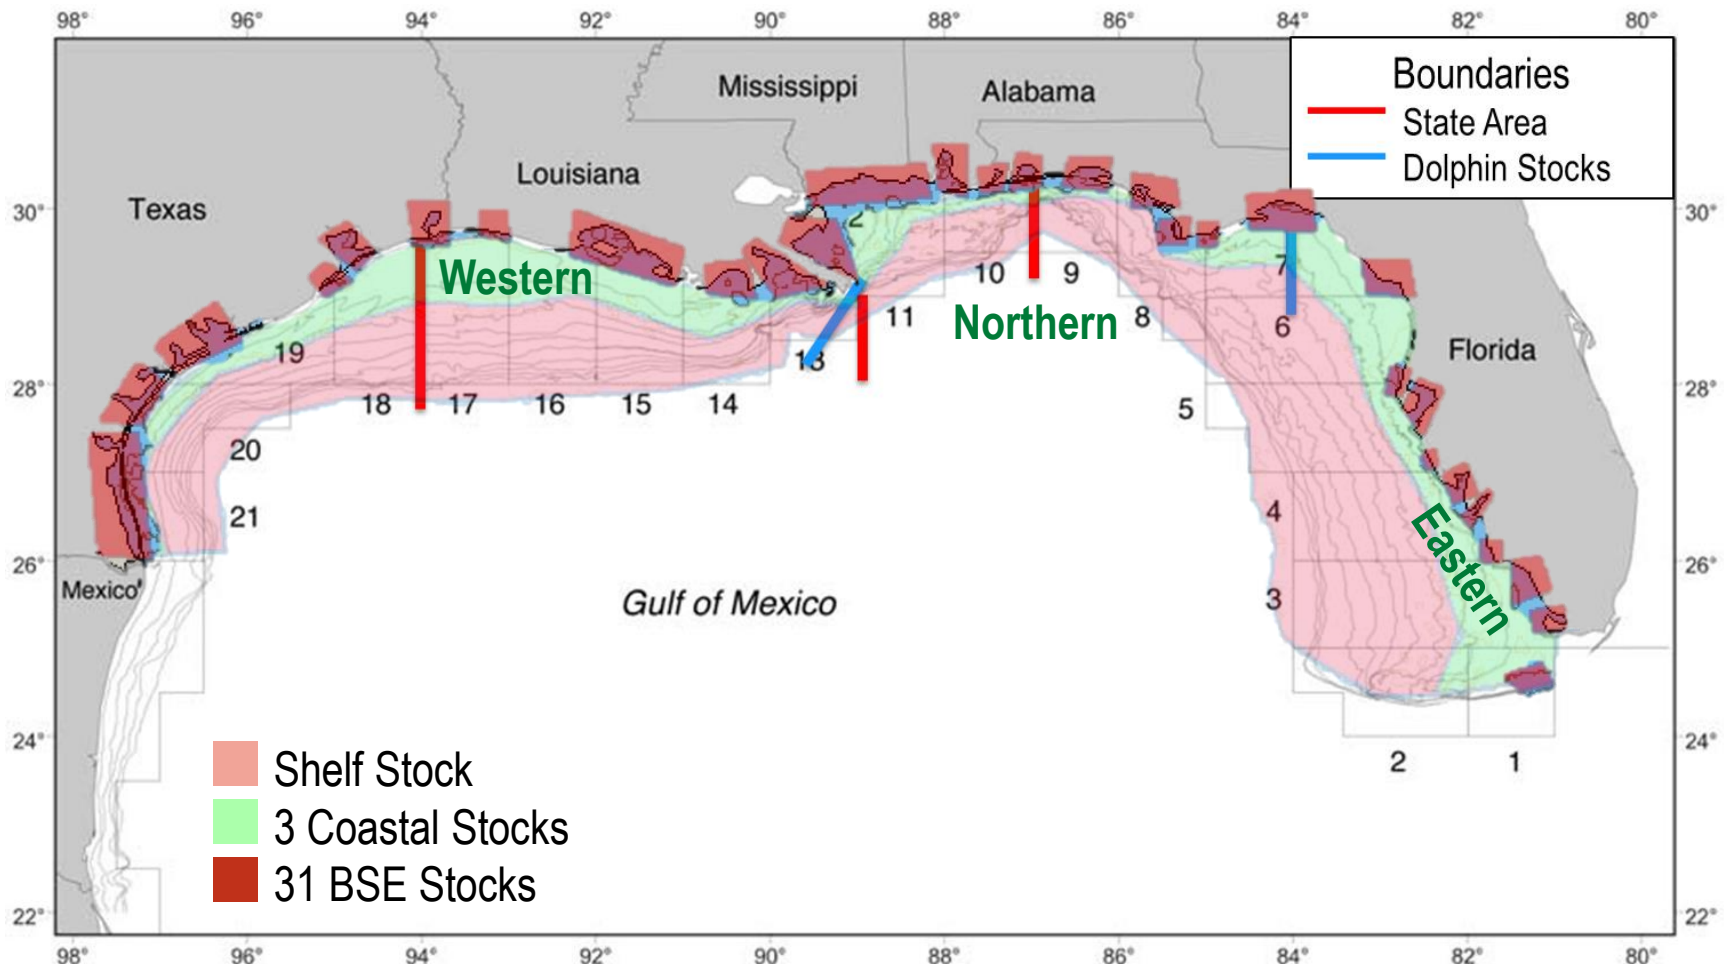 98° 96° 94° 92° 90° 88° 86° 84° 82° 80°
Boundaries
State Area
Dolphin Stocks
Mississippi
Alabama
Louisiana
Texas
30°
30°
2
Western
10
9
7
Northern
11
8
6
Florida
19
13
28°
28°
18
17
16
15
14
5
20
21
4
Eastern
26°
26°
Mexico
Gulf of Mexico
3
24°
24°
2
1
Shelf Stock
3 Coastal Stocks
31 BSE Stocks
22°
22°
98° 96° 94° 92° 90° 88° 86° 84° 82° 80°